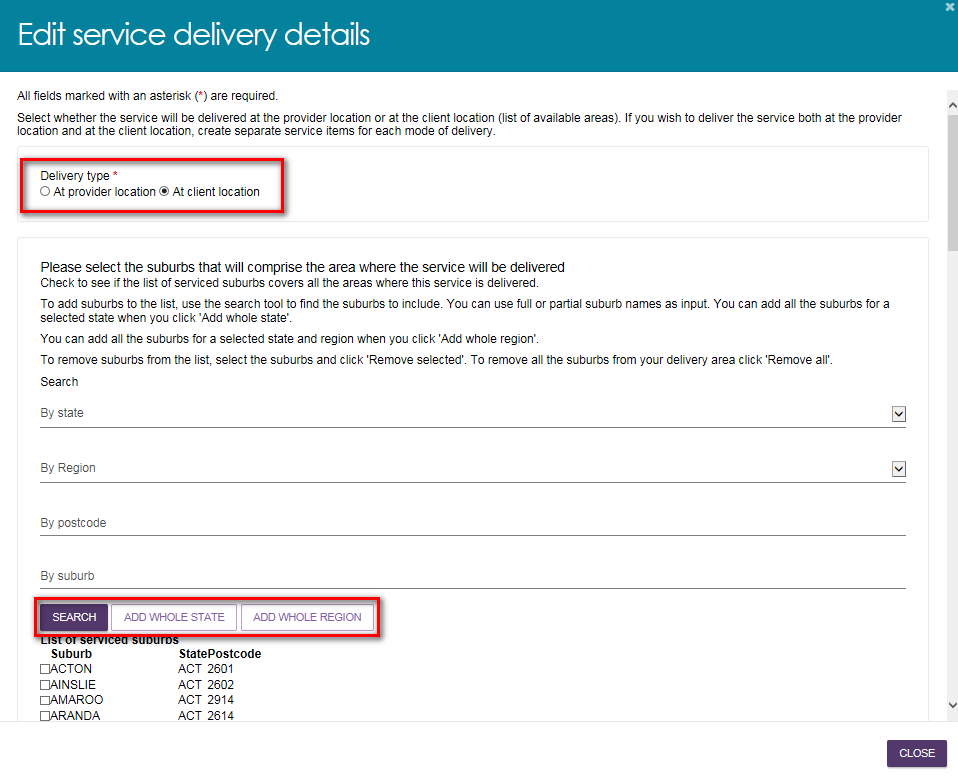 Edit service delivery details
All fields marked with an asterisk (*) are required.
Select whether the service will be delivered at the provider location or at the client location (list of available areas). If you wish to deliver the service both at the provider
location and at the client location, create separate service items for each mode of delivery.
Delivery type *
At provider location At client location
Please select the suburbs that will comprise the area where the service will be delivered
Check to see if the list of serviced suburbs covers all the areas where this service is delivered.
To add suburbs to the list, use the search tool to find the suburbs to include. You can use full or partial suburb names as input. You can add all the suburbs for a
selected state when you click 'Add whole state'.
You can add all the suburbs for a selected state and region when you click 'Add whole region'.
To remove suburbs from the list, select the suburbs and click 'Remove selected'. To remove all the suburbs from your delivery area click 'Remove all'.
Search
By state
By Region
By postcode
By suburb
SEARCH ADD WHOLE STATE ADD WHOLE REGION
List of serviced suburbs
Suburb StatePostcode
ACTON ACT 2601
AINSLIE ACT 2602
AMAROO ACT 2914
ARANDA ACT 2614
CLOSE